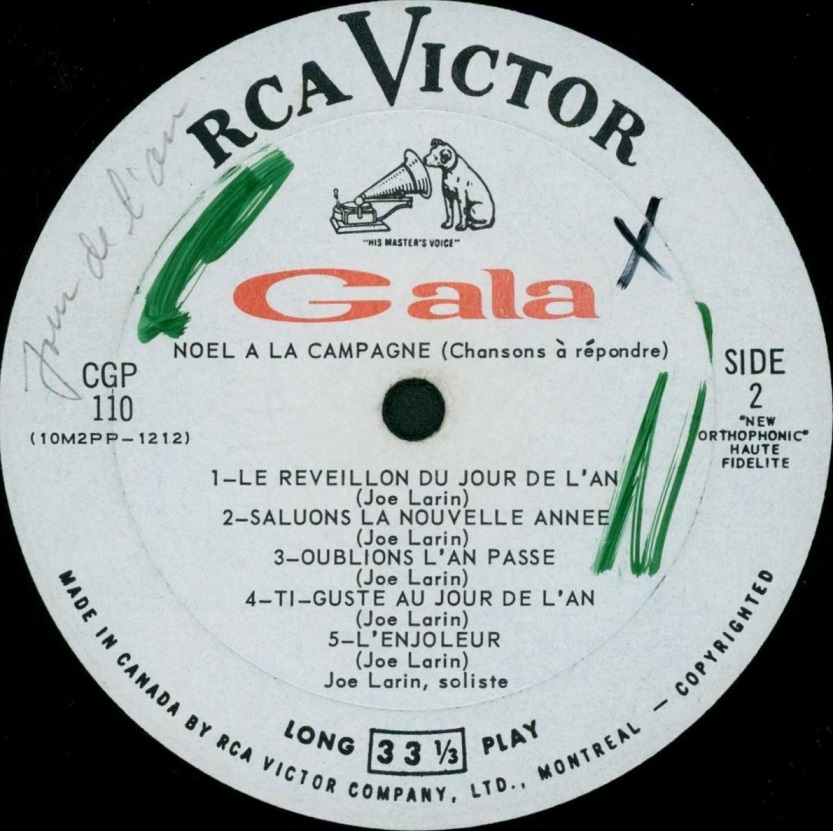 RCA VICTOR
Jour de l'an
"HIS MASTER'S VOICE"
Gala
NOEL A LA CAMPAGNE (Chansons à répondre)
CGP
110
(10M2PP-1212)
SIDE
2
"NEW
ORTHOPHONIC"
HAUTE
FIDELITE
1-LE REVEILLON DU JOUR DE L'AN
(Joe Larin)
2-SALUONS LA NOUVELLE ANNEE
(Joe Larin)
3-OUBLIONS L'AN PASSE
(Joe Larin)
4-TI-GUSTE AU JOUR DE L'AN
(Joe Larin)
5-L'ENJOLEUR
(Joe Larin)
Joe Larin, soliste
LONG 33 1/3 PLAY
MADE IN CANADA BY RCA VICTOR COMPANY, LTD., MONTREAL — COPYRIGHTED